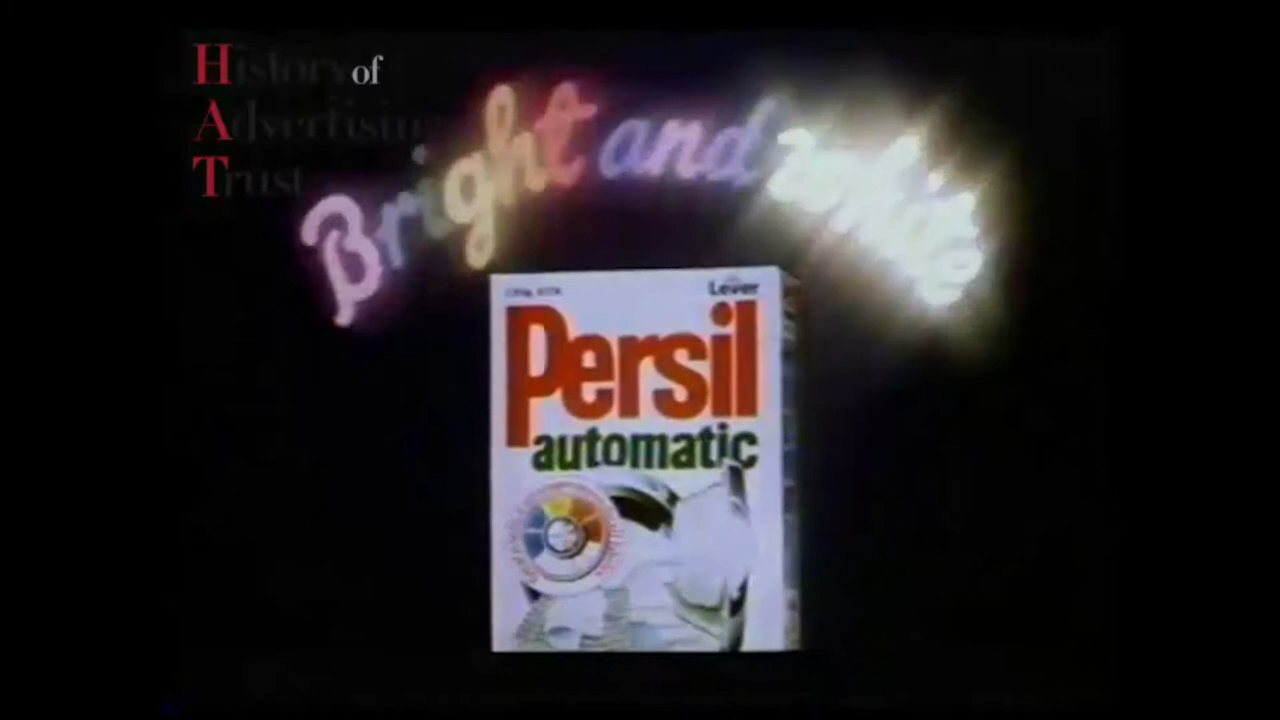 History of
Advertising
Trust
Bright and white
Lever
Persil
automatic